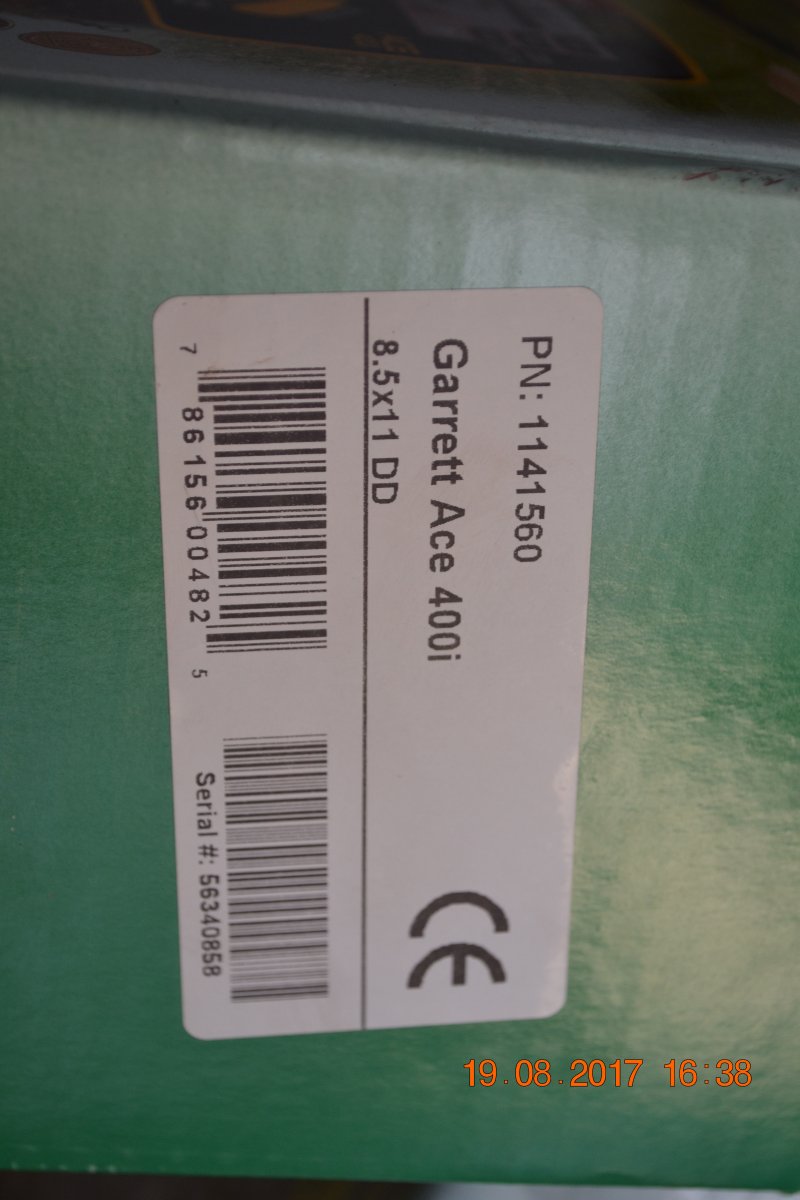 PN: 1141560
Garrett Ace 400i
8.5x11 DD
CE
7 86156 00482 5
Serial #: 56340858
19.08.2017 16:38